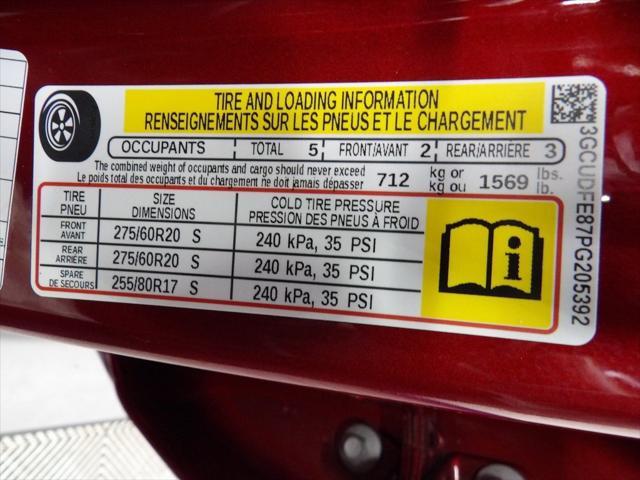 TIRE AND LOADING INFORMATION
RENSEIGNEMENTS SUR LES PNEUS ET LE CHARGEMENT
OCCUPANTS TOTAL 5 FRONT/AVANT 2 REAR/ARRIÈRE 3
The combined weight of occupants and cargo should never exceed
Le poids total des occupants et du chargement ne doit jamais dépasser
712 kg or kg ou 1569 lbs. lb.
TIRE PNEU SIZE DIMENSIONS COLD TIRE PRESSURE PRESSION DES PNEUS À FROID
FRONT AVANT 275/60R20 S 240 kPa, 35 PSI
REAR ARRIÈRE 275/60R20 S 240 kPa, 35 PSI
SPARE DE SECOURS 255/80R17 S 240 kPa, 35 PSI
i
3GCUDFE87PG205392